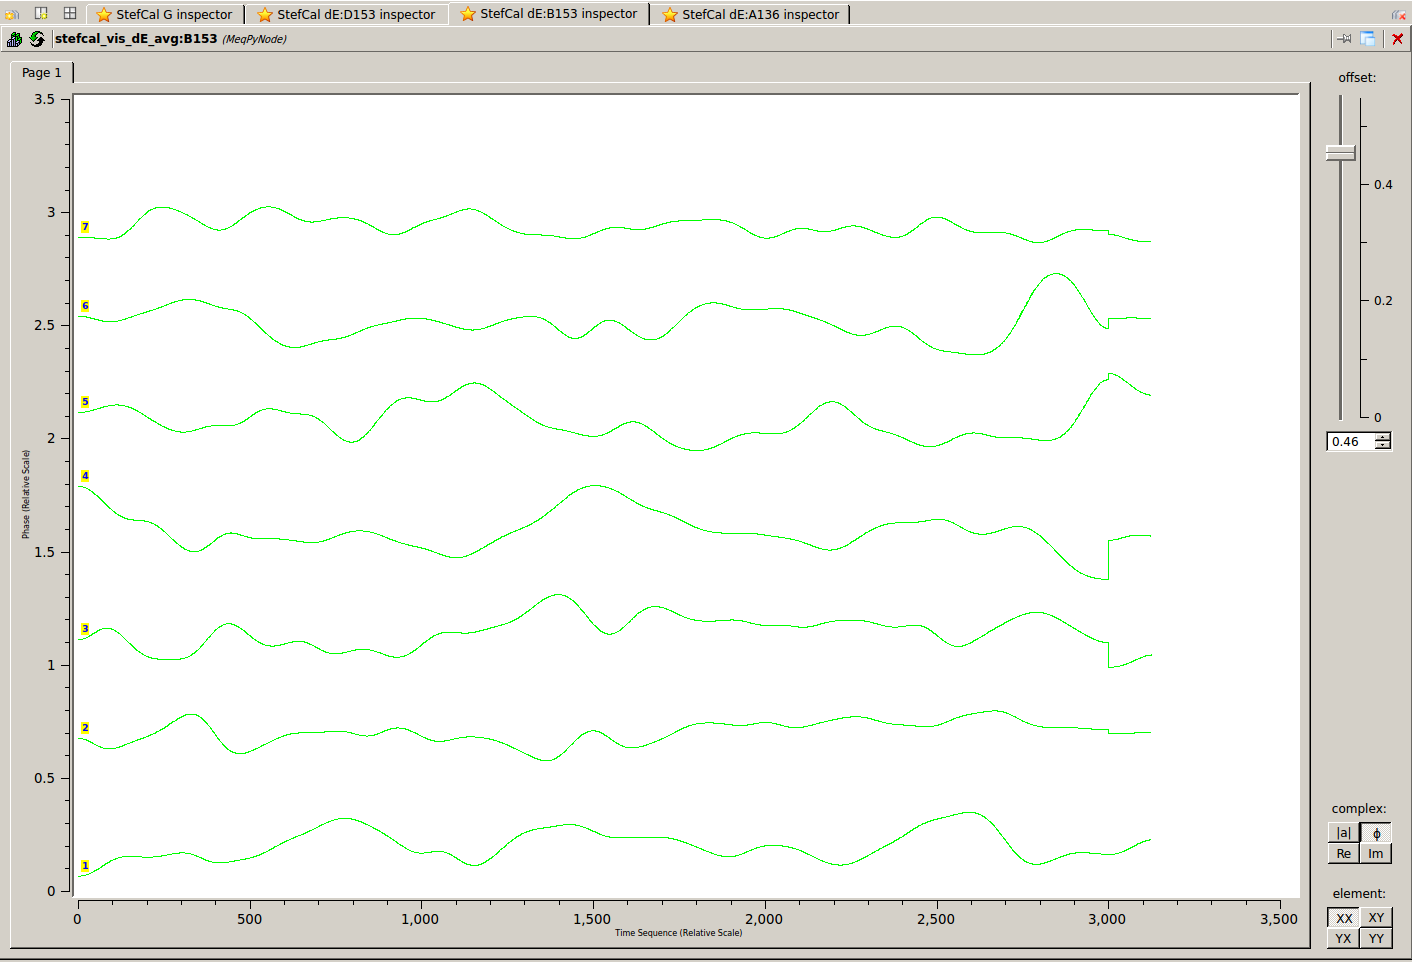 StefCal G inspector
StefCal dE:D153 inspector
StefCal dE:B153 inspector
StefCal dE:A136 inspector
stefcal_vis_dE_avg:B153 (MeqPyNode)
Page 1
offset:
3.5
3
2.5
2
1.5
1
0.5
0
Phase (Relative Scale)
7
6
5
4
3
2
1
0
500
1,000
1,500
2,000
2,500
3,000
3,500
Time Sequence (Relative Scale)
0.4
0.2
0
0.46
complex:
|a| ϕ
Re Im
element:
XX XY
YX YY